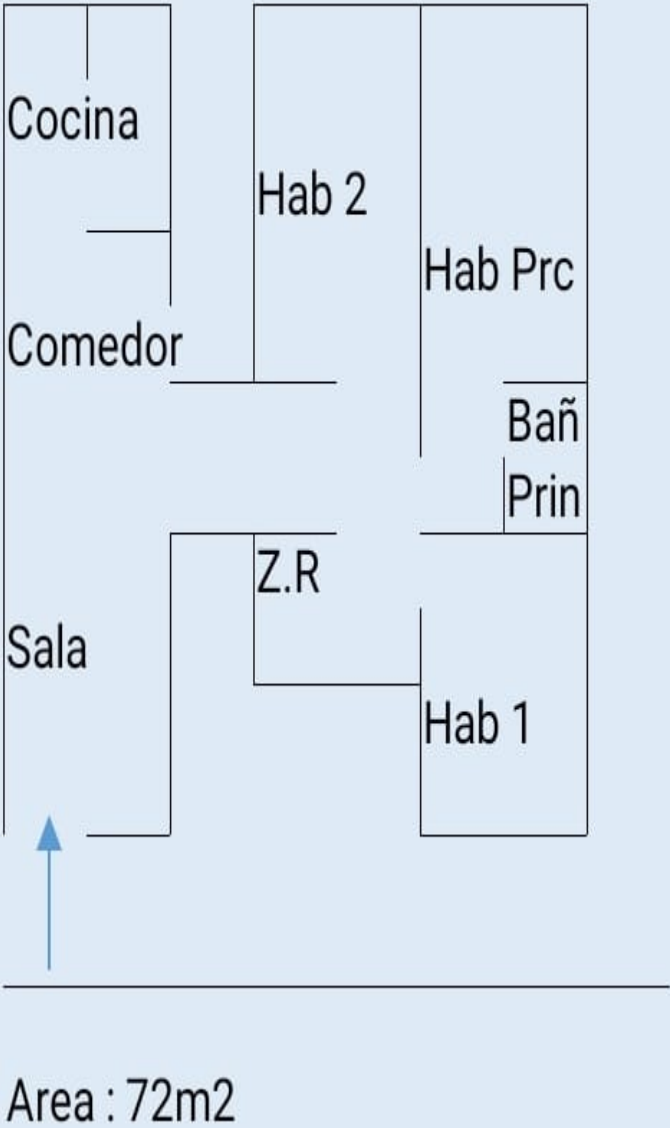 Cocina
Hab 2
Hab Prc
Comedor
Bañ
Prin
Z.R
Sala
Hab 1
Area : 72m2